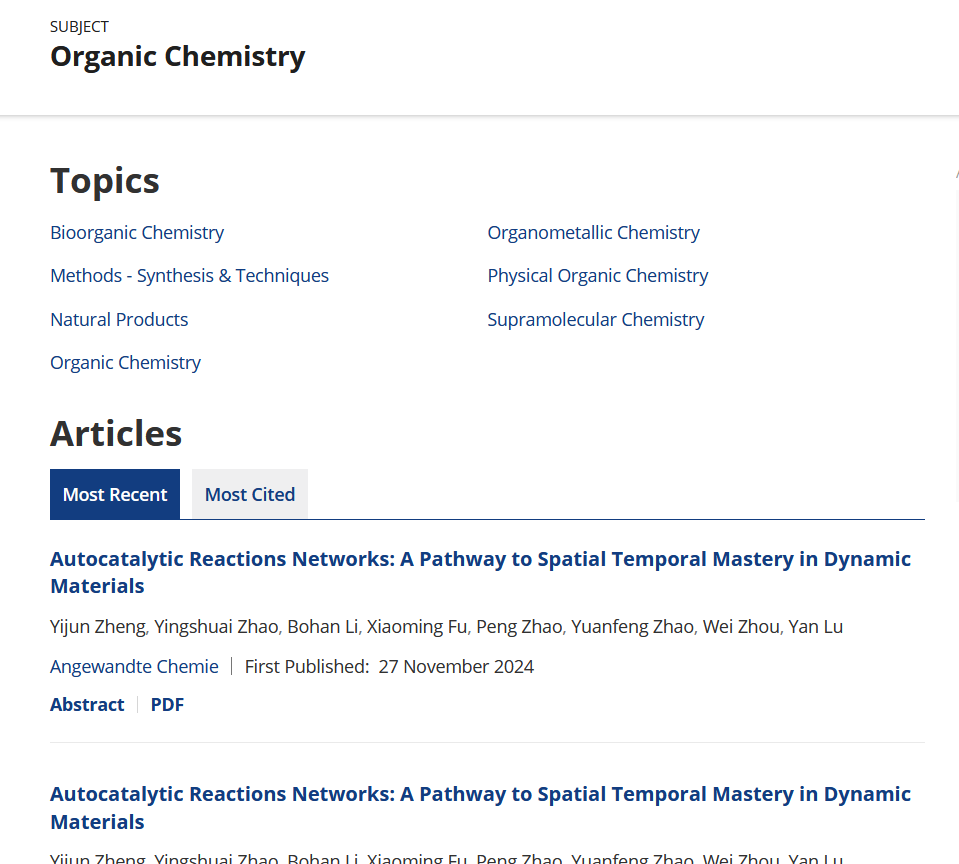 SUBJECT
Organic Chemistry
Topics
Bioorganic Chemistry
Organometallic Chemistry
Methods - Synthesis & Techniques
Physical Organic Chemistry
Natural Products
Supramolecular Chemistry
Organic Chemistry
Articles
Most Recent
Most Cited
Autocatalytic Reactions Networks: A Pathway to Spatial Temporal Mastery in Dynamic
Materials
Yijun Zheng, Yingshuai Zhao, Bohan Li, Xiaoming Fu, Peng Zhao, Yuanfeng Zhao, Wei Zhou, Yan Lu
Angewandte Chemie | First Published: 27 November 2024
Abstract | PDF
Autocatalytic Reactions Networks: A Pathway to Spatial Temporal Mastery in Dynamic
Materials
Yijun Zheng, Yingshuai Zhao, Bohan Li, Xiaoming Fu, Peng Zhao, Yuanfeng Zhao, Wei Zhou, Yan Lu